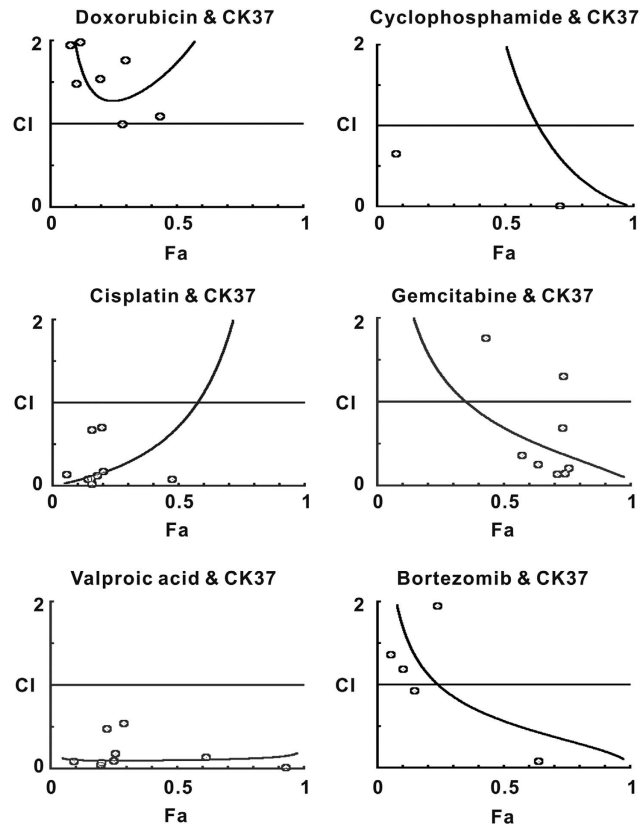 Doxorubicin & CK37
2
CI
0
0
0.5
1
Fa
Cyclophosphamide & CK37
2
CI
0
0
0.5
1
Fa
Cisplatin & CK37
2
CI
0
0
0.5
1
Fa
Gemcitabine & CK37
2
CI
0
0
0.5
1
Fa
Valproic acid & CK37
2
CI
0
0
0.5
1
Fa
Bortezomib & CK37
2
CI
0
0
0.5
1
Fa